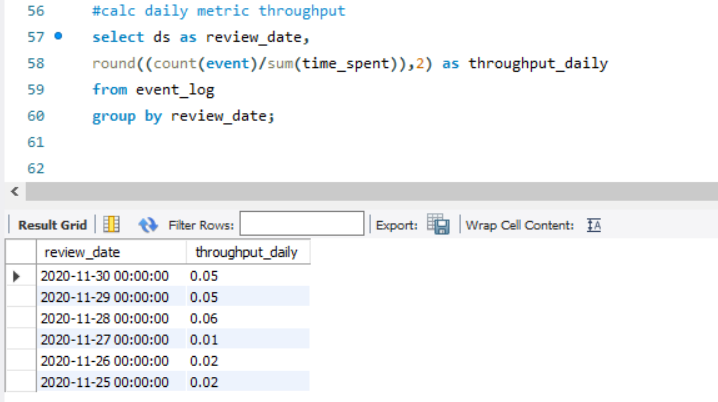 56 #calc daily metric throughput
57 select ds as review_date,
58 round((count(event)/sum(time_spent)),2) as throughput_daily
59 from event_log
60 group by review_date;
61
62
Result Grid Filter Rows: Export: Wrap Cell Content: IA
review_date throughput_daily
2020-11-30 00:00:00 0.05
2020-11-29 00:00:00 0.05
2020-11-28 00:00:00 0.06
2020-11-27 00:00:00 0.01
2020-11-26 00:00:00 0.02
2020-11-25 00:00:00 0.02